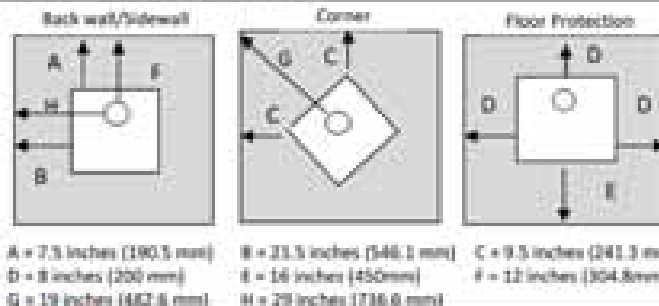 Back wall/Sidewall
Corner
Floor Protection
A
F
H
B
G
C
C
D
D
D
E
A = 7.5 inches (190.5 mm)
B = 21.5 inches (546.1 mm)
C = 9.5 inches (241.3 m
D = 8 inches (200 mm)
E = 16 inches (450mm)
F = 12 inches (304.8mm
G = 19 inches (482.6 mm)
H = 29 inches (736.6 mm)